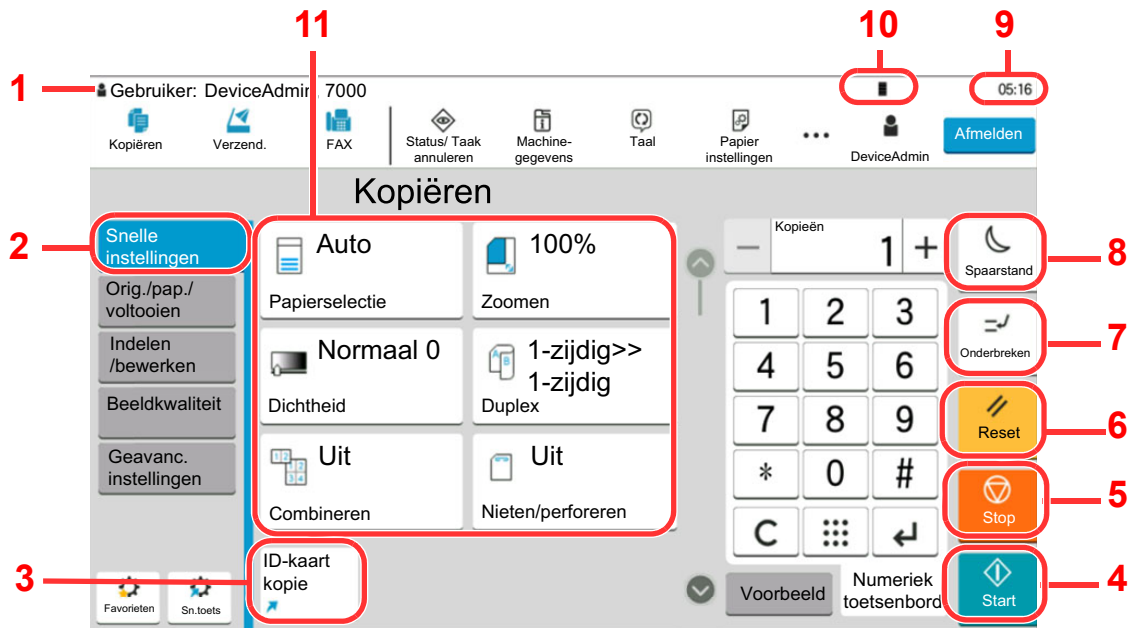 11
10
9
1
Gebruiker: DeviceAdmin, 7000
05:16
Kopiëren
Verzend.
FAX
Status/ Taak
annuleren
Machine-
gegevens
Taal
Papier
instellingen
...
DeviceAdmin
Afmelden
Kopiëren
2
Snelle
instellingen
Orig./pap./
voltooien
Indelen
/bewerken
Beeldkwaliteit
Geavanc.
instellingen
Favorieten
Sn.toets
Auto
Papierselectie
100%
Zoomen
Normaal 0
Dichtheid
1-zijdig>>
1-zijdig
Duplex
Uit
Combineren
Uit
Nieten/perforeren
3
ID-kaart
kopie
Kopieën
− 1 +
1 2 3
4 5 6
7 8 9
* 0 #
C
Voorbeeld
Numeriek
toetsenbord
Spaarstand
8
Onderbreken
7
Reset
6
Stop
5
Start
4